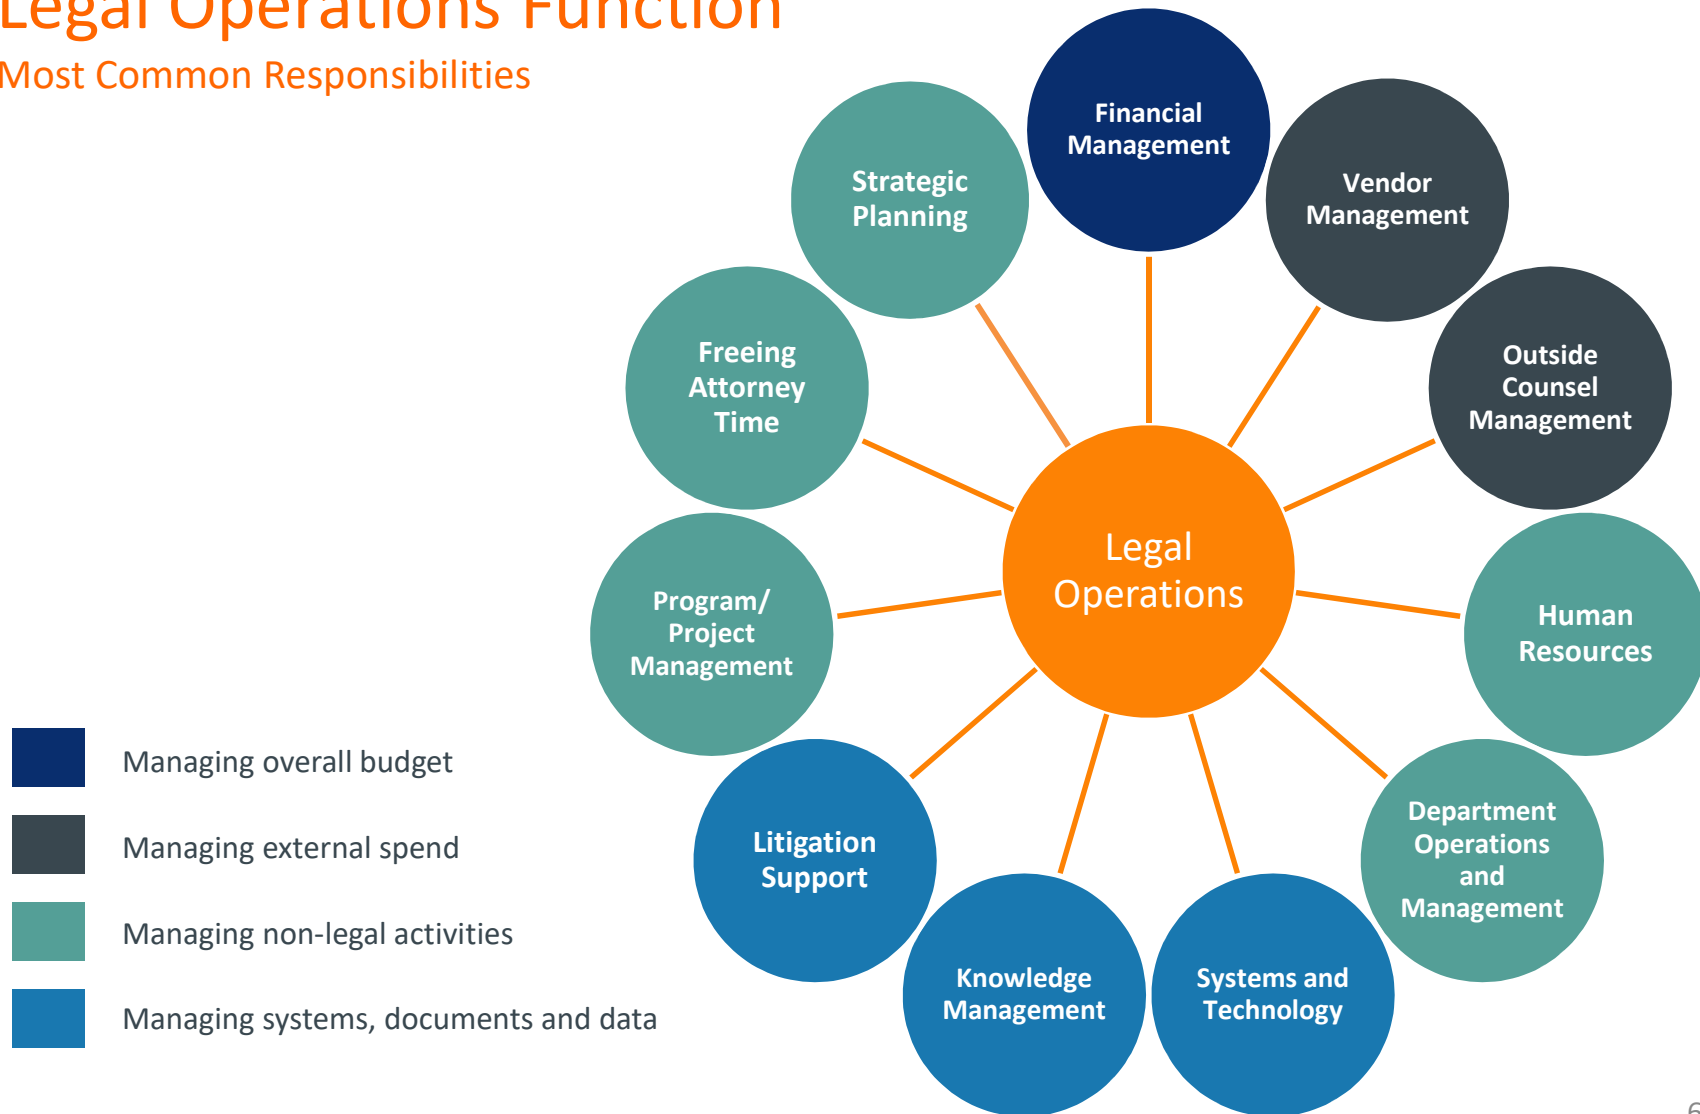 Legal Operations Function
Most Common Responsibilities
Financial
Management
Vendor
Management
Outside
Counsel
Management
Human
Resources
Department
Operations
and
Management
Systems and
Technology
Knowledge
Management
Litigation
Support
Program/
Project
Management
Freeing
Attorney
Time
Strategic
Planning
Legal
Operations
Managing overall budget
Managing external spend
Managing non-legal activities
Managing systems, documents and data
6